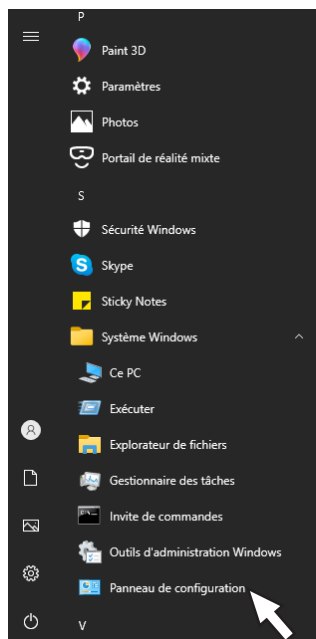 P
Paint 3D
Paramètres
Photos
Portail de réalité mixte
S
Sécurité Windows
Skype
Sticky Notes
Système Windows
Ce PC
Exécuter
Explorateur de fichiers
Gestionnaire des tâches
Invite de commandes
Outils d'administration Windows
Panneau de configuration
V